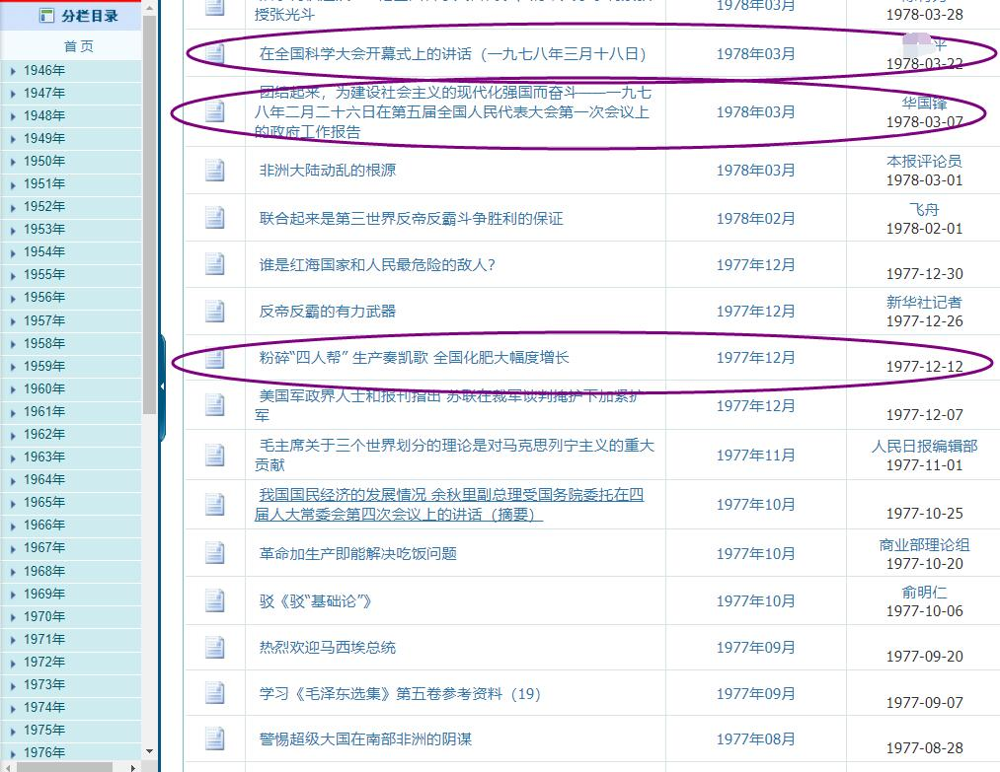 分栏目录
首页
1946年
1947年
1948年
1949年
1950年
1951年
1952年
1953年
1954年
1955年
1956年
1957年
1958年
1959年
1960年
1961年
1962年
1963年
1964年
1965年
1966年
1967年
1968年
1969年
1970年
1971年
1972年
1973年
1974年
1975年
1976年
授张光斗
1978年03月
1978-03-28
在全国科学大会开幕式上的讲话（一九七八年三月十八日）
1978年03月
平
1978-03-22
团结起来，为建设社会主义的现代化强国而奋斗——一九七
八年二月二十六日在第五届全国人民代表大会第一次会议上
的政府工作报告
1978年03月
华国锋
1978-03-07
非洲大陆动乱的根源
1978年03月
本报评论员
1978-03-01
联合起来是第三世界反帝反霸斗争胜利的保证
1978年02月
飞舟
1978-02-01
谁是红海国家和人民最危险的敌人？
1977年12月
1977-12-30
反帝反霸的有力武器
1977年12月
新华社记者
1977-12-26
粉碎“四人帮” 生产奏凯歌 全国化肥大幅度增长
1977年12月
1977-12-12
美国军政界人士和报刊指出 苏联在裁军谈判掩护下加紧扩
军
1977年12月
1977-12-07
毛主席关于三个世界划分的理论是对马克思列宁主义的重大
贡献
1977年11月
人民日报编辑部
1977-11-01
我国国民经济的发展情况 余秋里副总理受国务院委托在四
届人大常委会第四次会议上的讲话（摘要）
1977年10月
1977-10-25
革命加生产即能解决吃饭问题
1977年10月
商业部理论组
1977-10-20
驳《驳“基础论”》
1977年10月
俞明仁
1977-10-06
热烈欢迎马西埃总统
1977年09月
1977-09-20
学习《毛泽东选集》第五卷参考资料（19）
1977年09月
1977-09-07
警惕超级大国在南部非洲的阴谋
1977年08月
1977-08-28